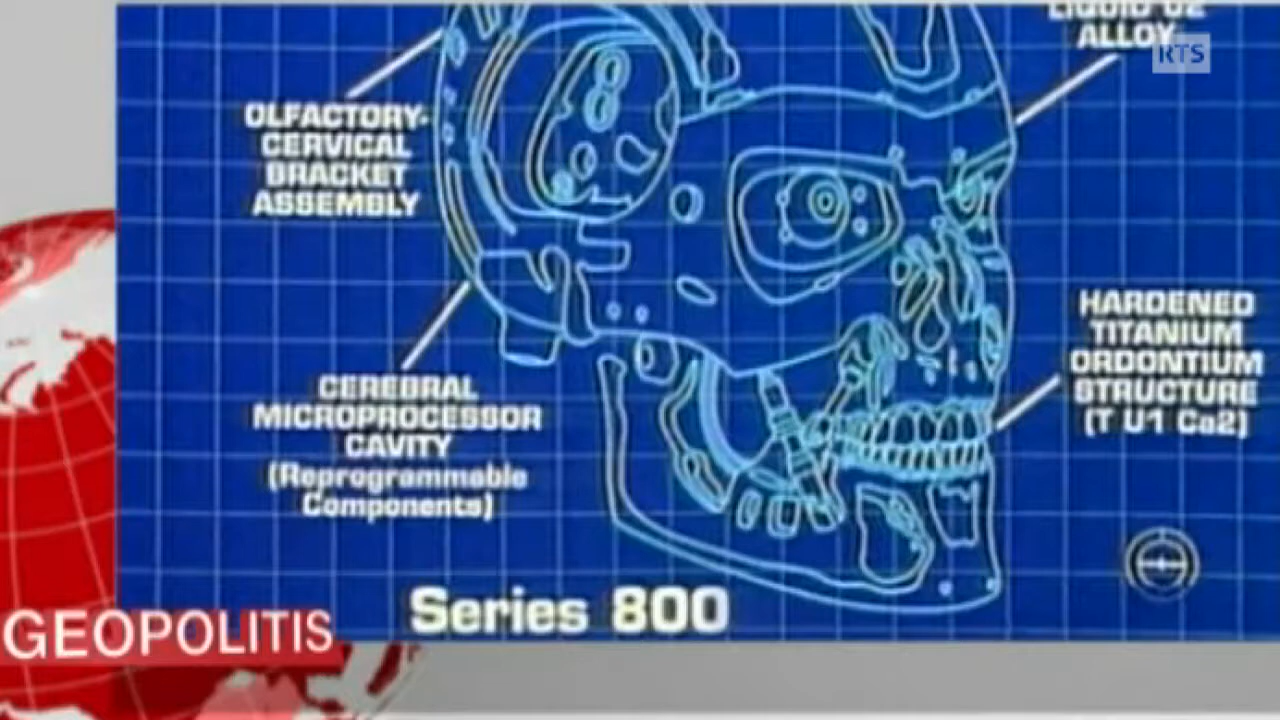 LIQUID O2
ALLOY
RTS
OLFACTORY-
CERVICAL
BRACKET
ASSEMBLY
HARDENED
TITANIUM
ORDONTIUM
STRUCTURE
(T U1 Ca2)
CEREBRAL
MICROPROCESSOR
CAVITY
(Reprogrammable
Components)
Series 800
GEOPOLITIS